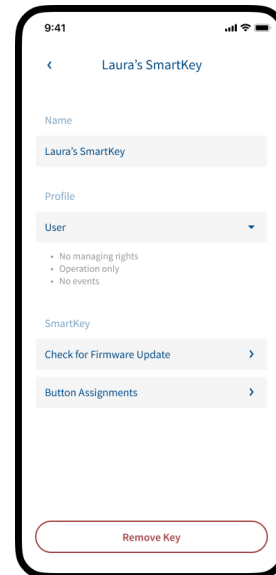 9:41
Laura’s SmartKey
Name
Laura’s SmartKey
Profile
User
• No managing rights
• Operation only
• No events
SmartKey
Check for Firmware Update
Button Assignments
Remove Key